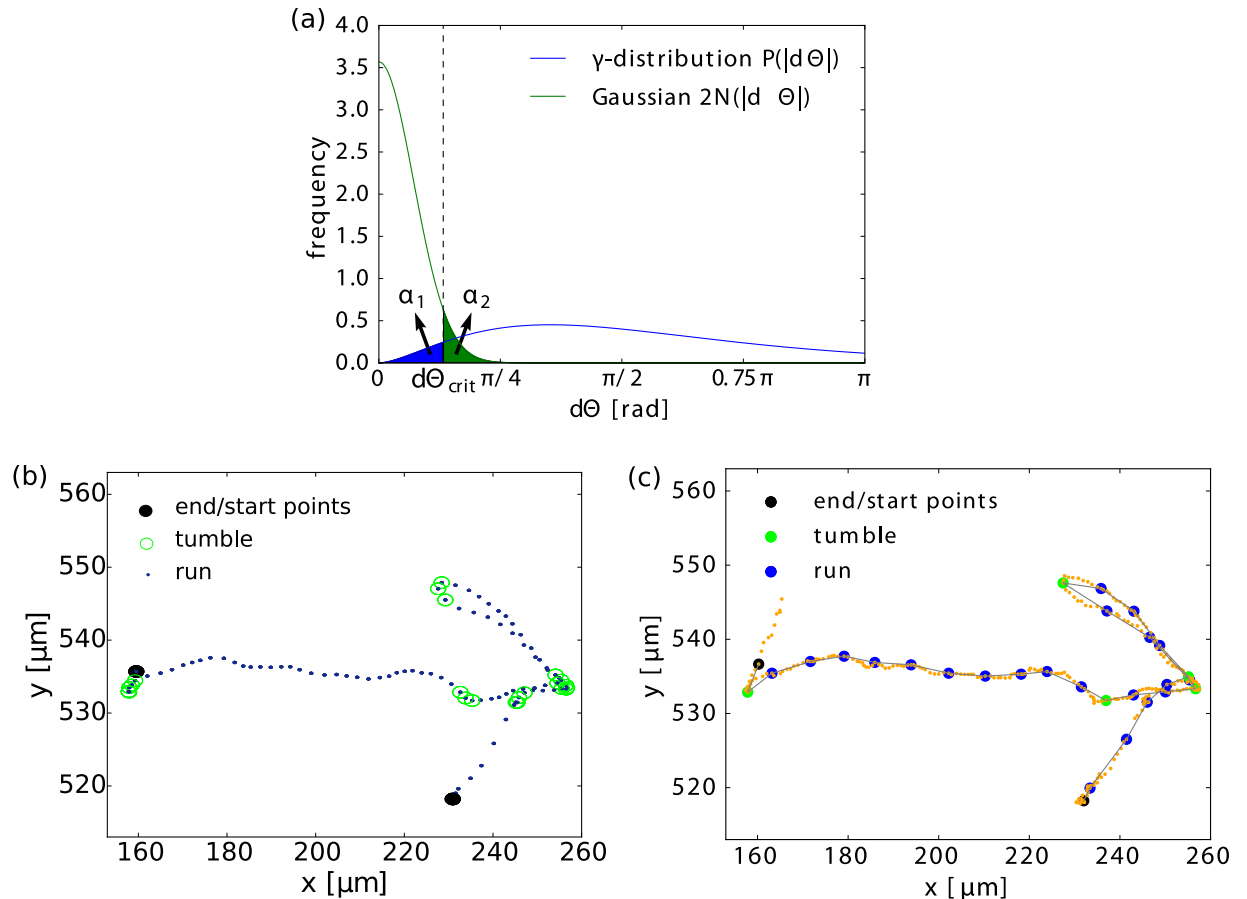 (a)
4.0
3.5
3.0
2.5
2.0
1.5
1.0
0.5
0.0
frequency
γ-distribution P(|dΘ|)
Gaussian 2N(|d Θ|)
α1
α2
0
dΘcrit
π/4
π/2
0.75π
π
dΘ [rad]
(b)
560
550
540
530
520
y [μm]
end/start points
tumble
run
160
180
200
220
240
260
x [μm]
(c)
560
550
540
530
520
y [μm]
end/start points
tumble
run
160
180
200
220
240
260
x [μm]